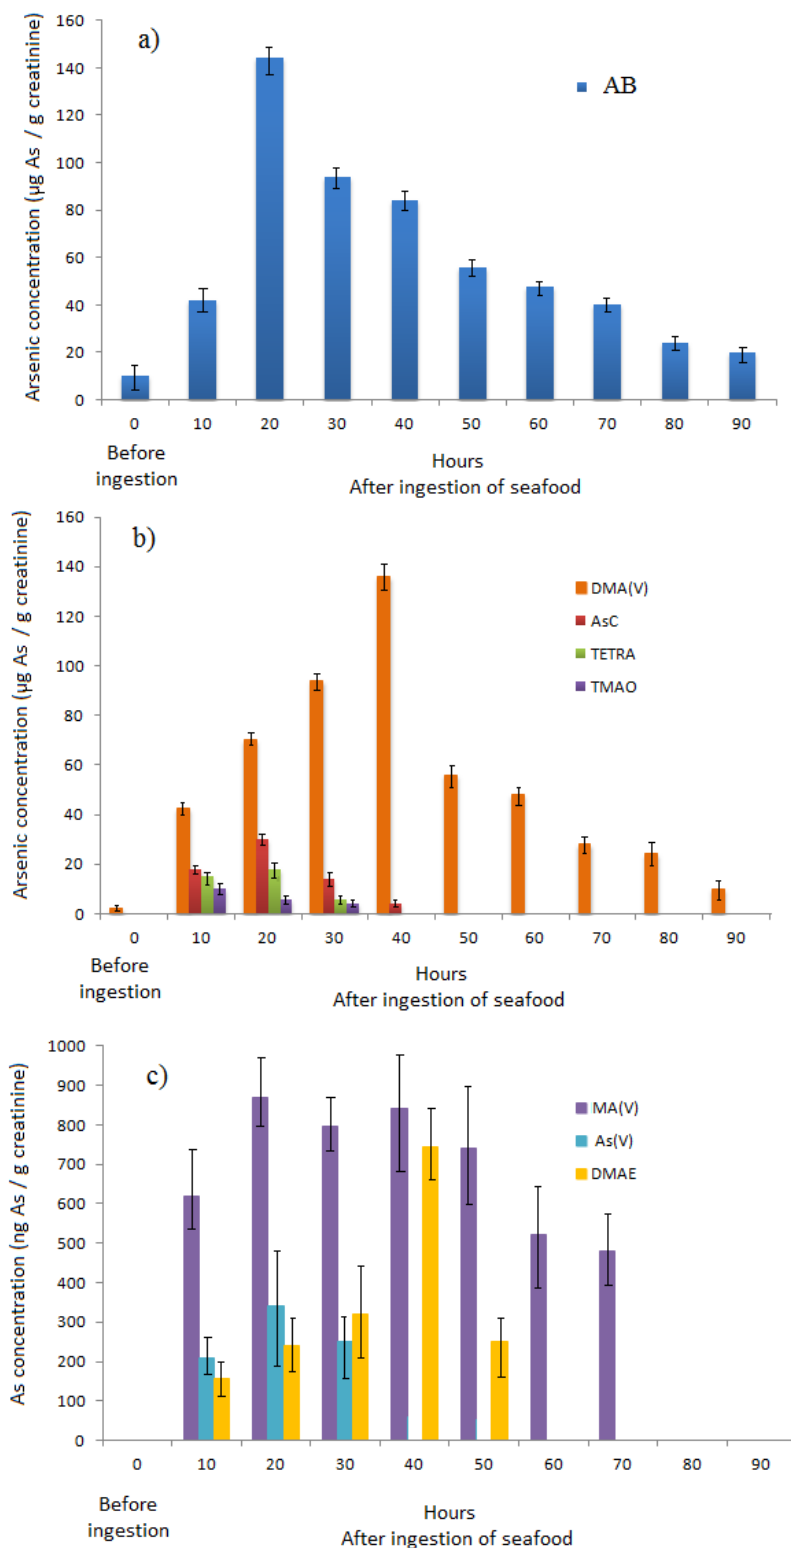 a)
Arsenic concentration (µg As / g creatinine)
160
140
120
100
80
60
40
20
0
AB
0 10 20 30 40 50 60 70 80 90
Before
ingestion
Hours
After ingestion of seafood
b)
Arsenic concentration (µg As / g creatinine)
160
140
120
100
80
60
40
20
0
DMA(V)
AsC
TETRA
TMAO
0 10 20 30 40 50 60 70 80 90
Before
ingestion
Hours
After ingestion of seafood
c)
As concentration (ng As / g creatinine)
1000
900
800
700
600
500
400
300
200
100
0
MA(V)
As(V)
DMAE
0 10 20 30 40 50 60 70 80 90
Before
ingestion
Hours
After ingestion of seafood